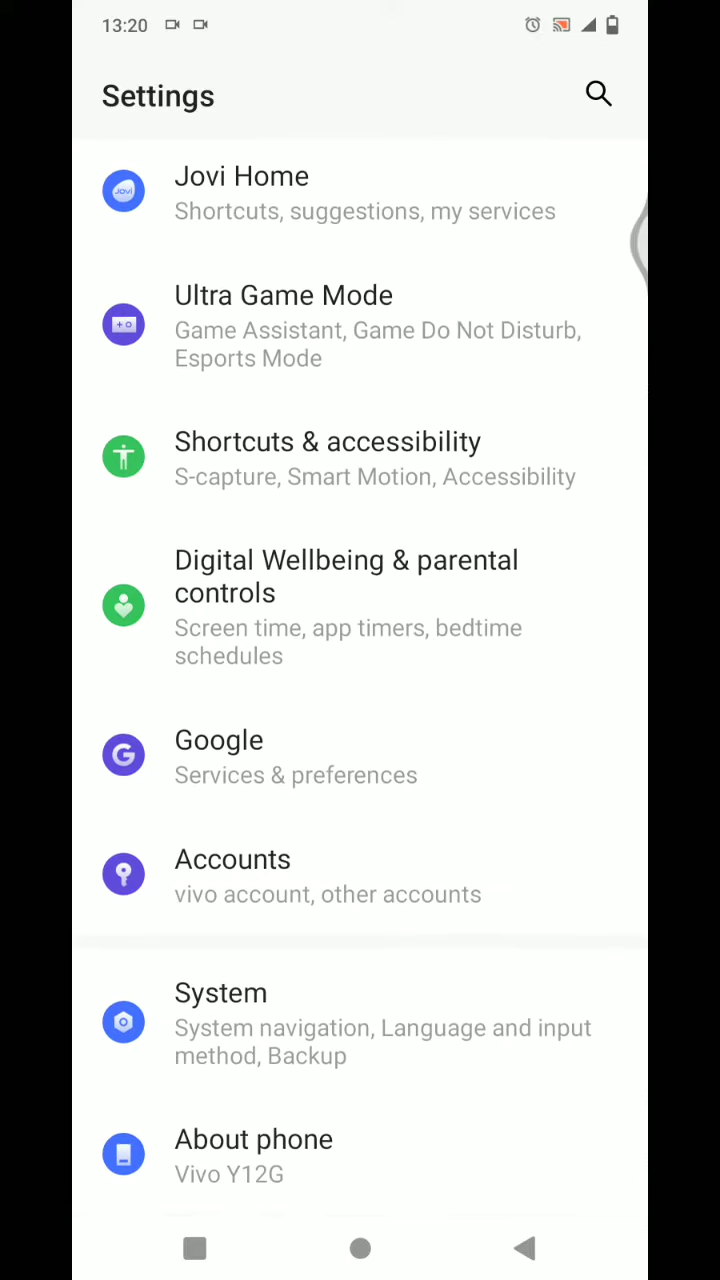 13:20
Settings
Jovi
Jovi Home
Shortcuts, suggestions, my services
Ultra Game Mode
Game Assistant, Game Do Not Disturb,
Esports Mode
Shortcuts & accessibility
S-capture, Smart Motion, Accessibility
Digital Wellbeing & parental
controls
Screen time, app timers, bedtime
schedules
G
Google
Services & preferences
Accounts
vivo account, other accounts
System
System navigation, Language and input
method, Backup
About phone
Vivo Y12G